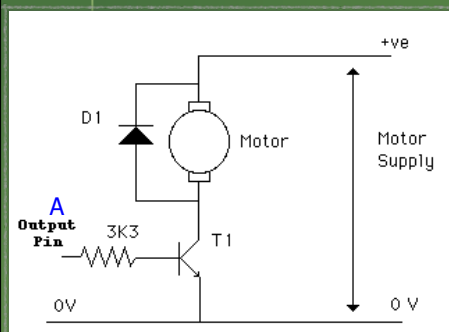 +ve
D1
Motor
Motor
Supply
A
Output
Pin
3K3
T1
0V
0 V